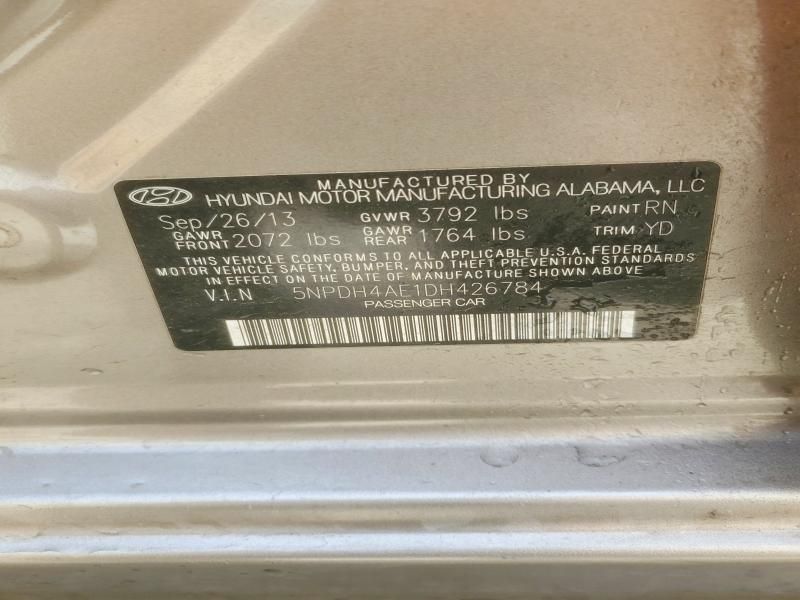 MANUFACTURED BY
HYUNDAI MOTOR MANUFACTURING ALABAMA, LLC
Sep/26/13 GVWR 3792 lbs PAINT RN
GAWR FRONT 2072 lbs GAWR REAR 1764 lbs TRIM YD
THIS VEHICLE CONFORMS TO ALL APPLICABLE U.S.A. FEDERAL
MOTOR VEHICLE SAFETY, BUMPER, AND THEFT PREVENTION STANDARDS
IN EFFECT ON THE DATE OF MANUFACTURE SHOWN ABOVE
V.I.N 5NPDH4AE1DH426784
PASSENGER CAR